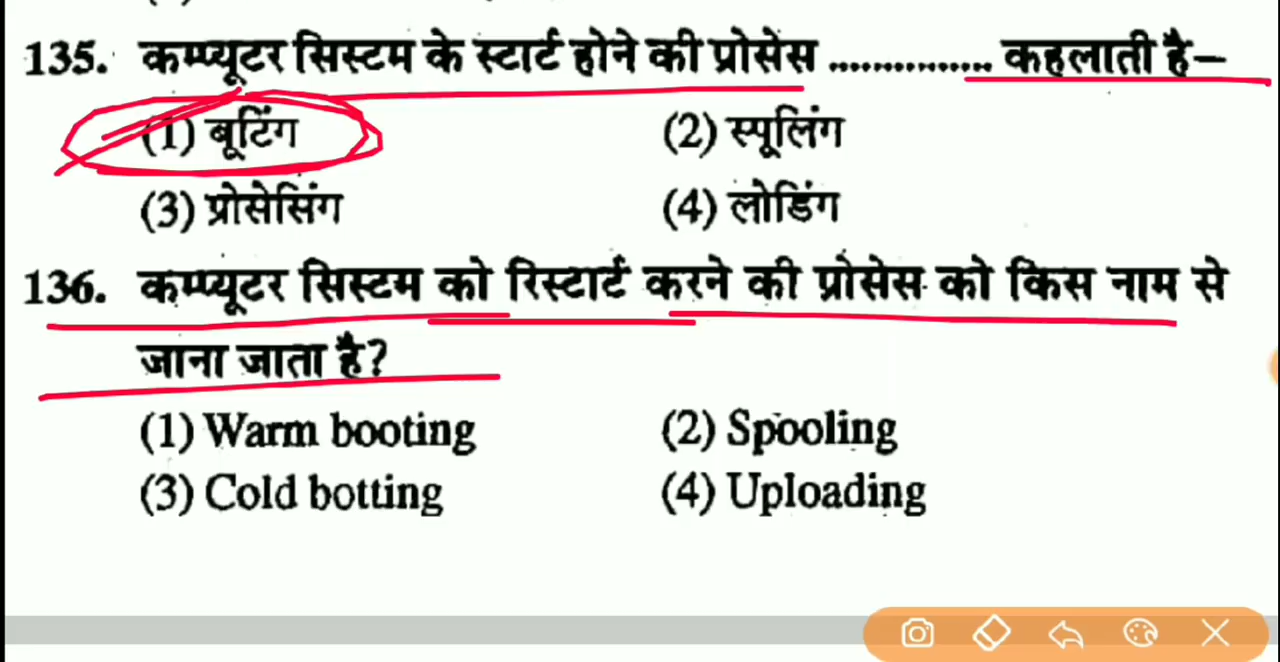 135. कम्प्यूटर सिस्टम के स्टार्ट होने की प्रोसेस ............... कहलाती है–
(1) बूटिंग (2) स्पूलिंग
(3) प्रोसेसिंग (4) लोडिंग
136. कम्प्यूटर सिस्टम को रिस्टार्ट करने की प्रोसेस को किस नाम से
जाना जाता है?
(1) Warm booting (2) Spooling
(3) Cold botting (4) Uploading